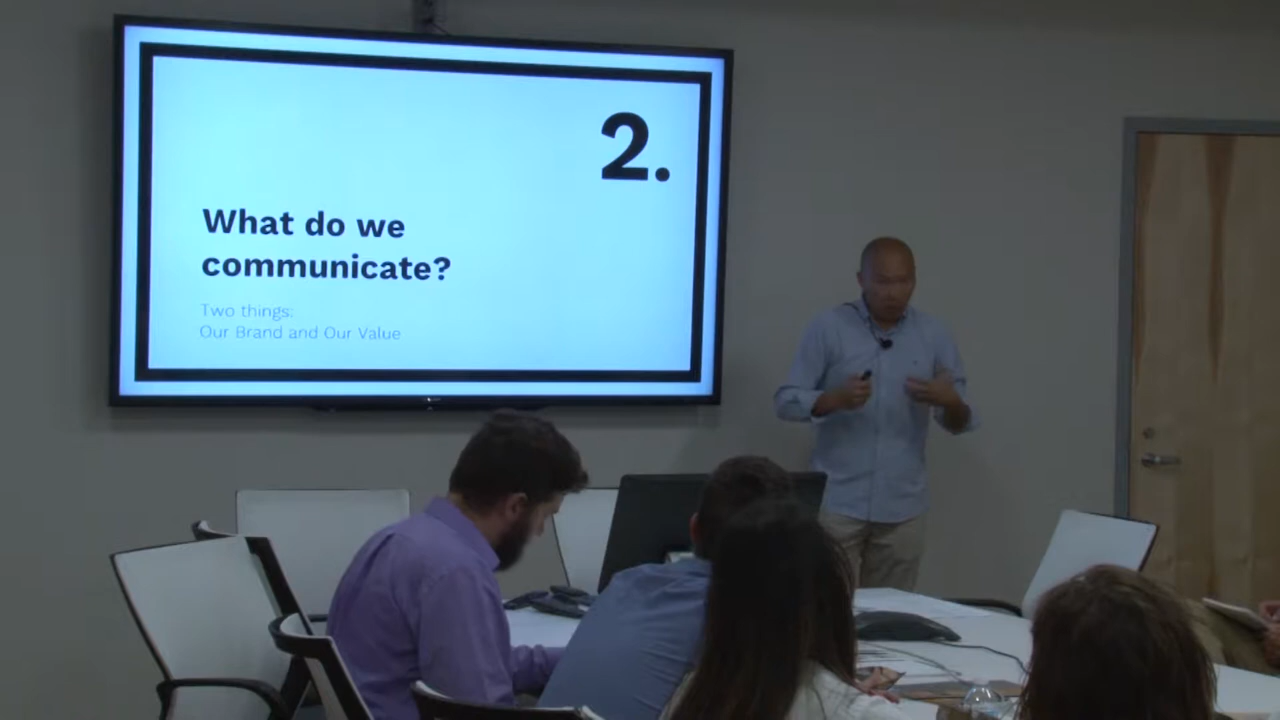 2.
What do we
communicate?
Two things:
Our Brand and Our Value